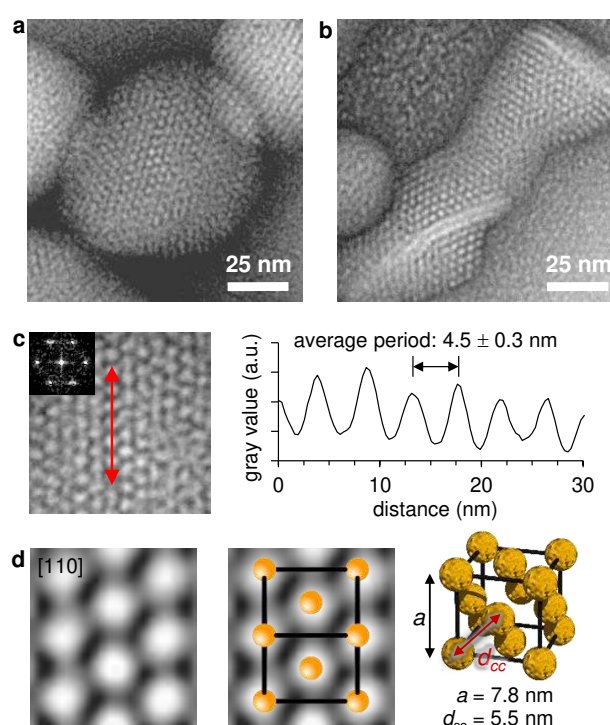 a
b
25 nm
25 nm
c
average period: 4.5 ± 0.3 nm
gray value (a.u.)
0 10 20 30
distance (nm)
d
[110]
a
d_cc
a = 7.8 nm
d_cc = 5.5 nm